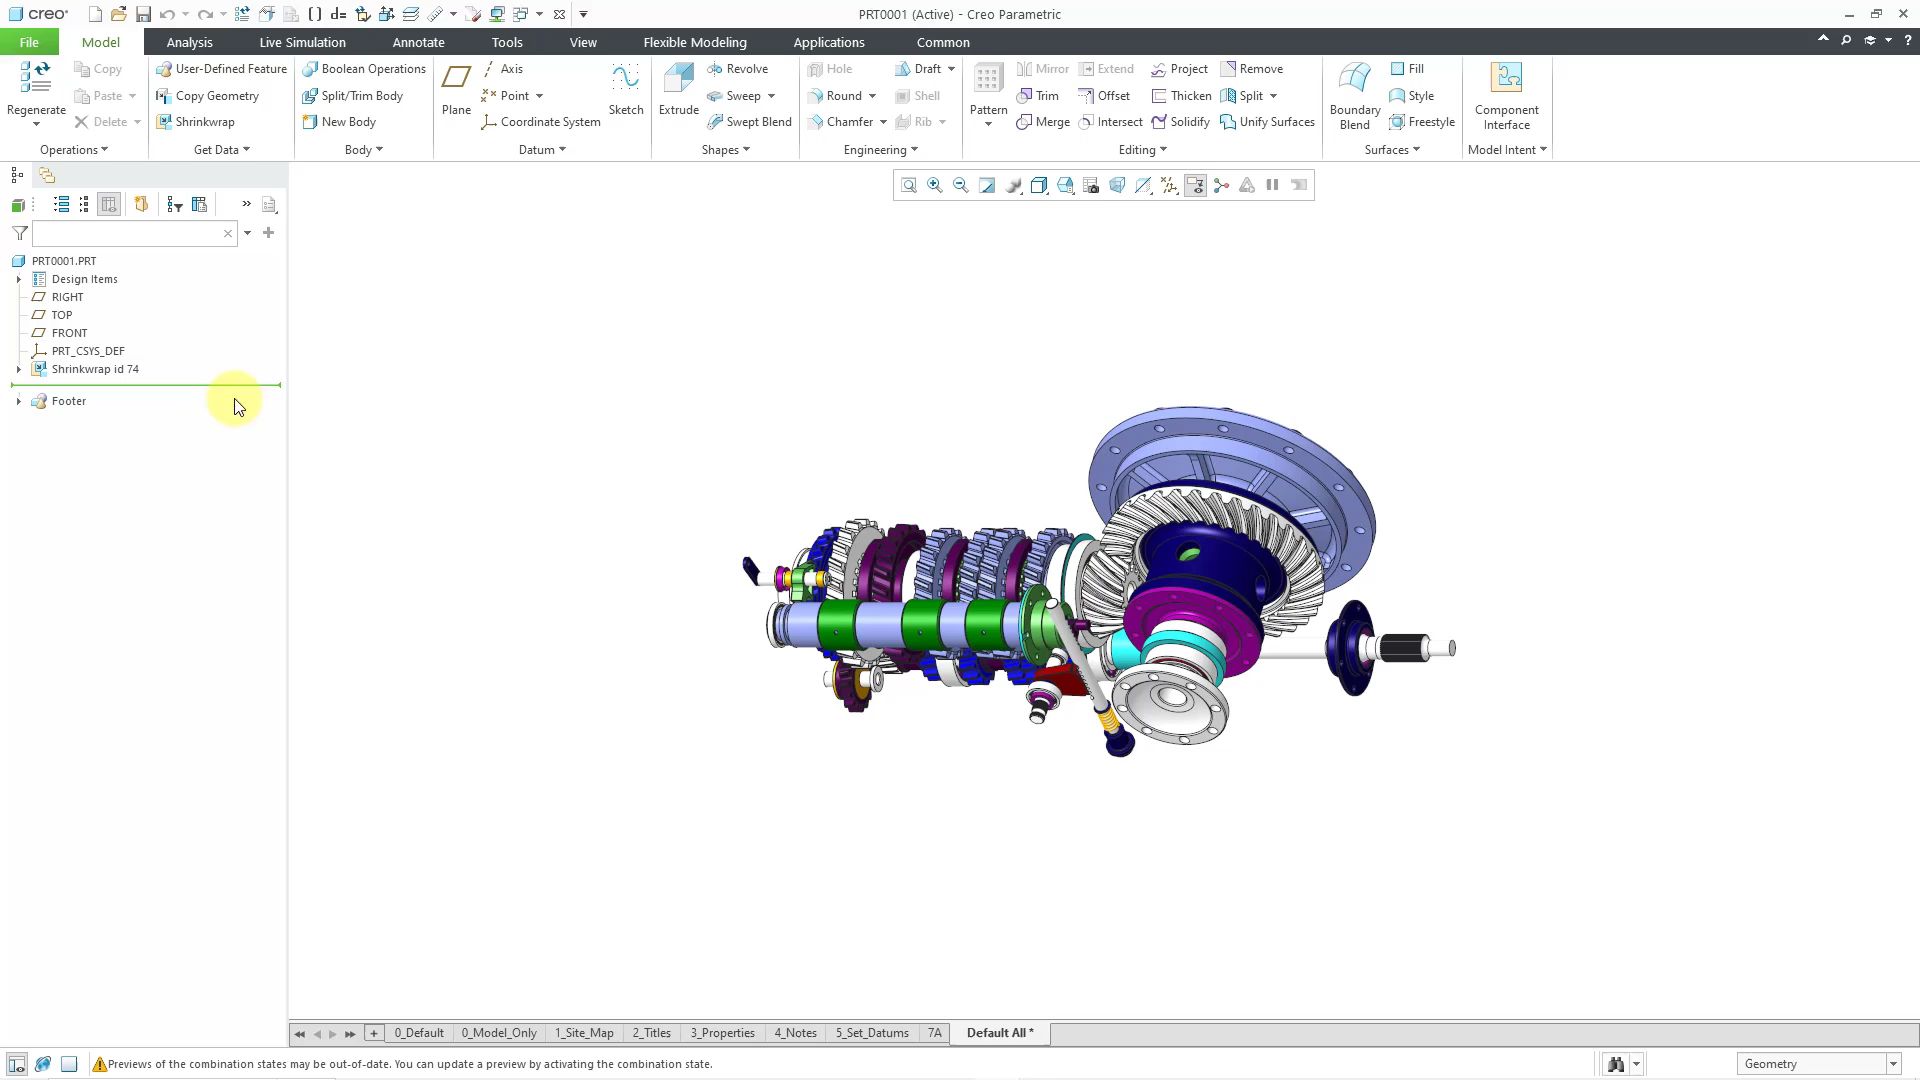 creo
PRT0001 (Active) - Creo Parametric
File Model Analysis Live Simulation Annotate Tools View Flexible Modeling Applications Common
Regenerate
Copy
Paste
Delete
Operations
User-Defined Feature
Copy Geometry
Shrinkwrap
Get Data
Boolean Operations
Split/Trim Body
New Body
Body
Plane
Axis
Point
Coordinate System
Sketch
Datum
Extrude
Revolve
Sweep
Swept Blend
Shapes
Hole
Round
Chamfer
Draft
Shell
Rib
Engineering
Pattern
Mirror
Trim
Merge
Extend
Offset
Intersect
Project
Thicken
Solidify
Remove
Split
Unify Surfaces
Editing
Boundary
Blend
Fill
Style
Freestyle
Surfaces
Component
Interface
Model Intent
PRT0001.PRT
Design Items
RIGHT
TOP
FRONT
PRT_CSYS_DEF
Shrinkwrap id 74
Footer
0_Default 0_Model_Only 1_Site_Map 2_Titles 3_Properties 4_Notes 5_Set_Datums 7A Default All *
Previews of the combination states may be out-of-date. You can update a preview by activating the combination state.
Geometry